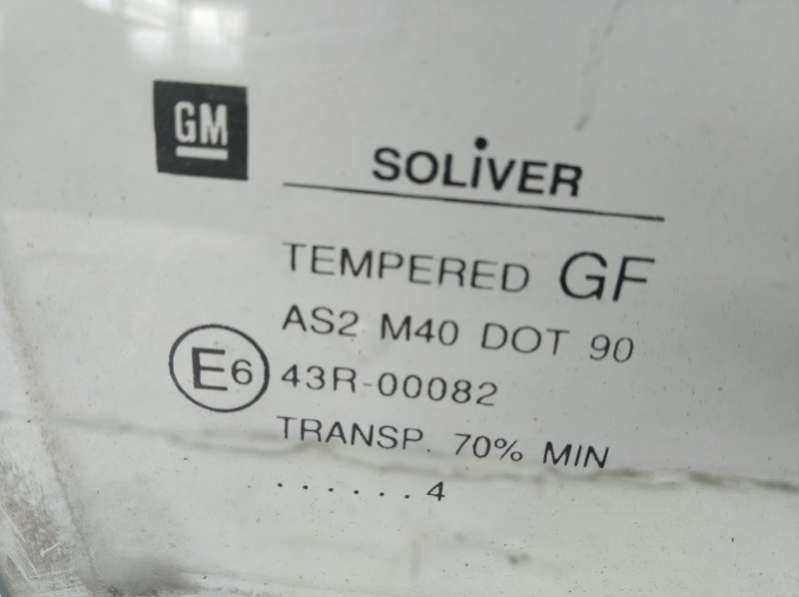 GM
SOLiVER
TEMPERED GF
AS2 M40 DOT 90
E6 43R-00082
TRANSP. 70% MIN
......4